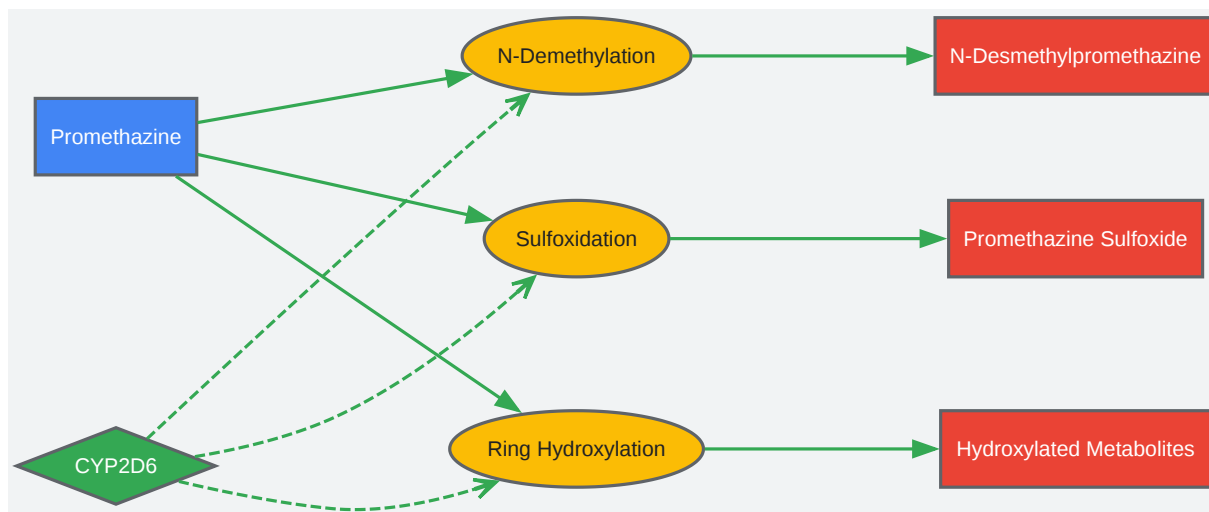 N-Demethylation
N-Desmethylpromethazine
Promethazine
Sulfoxidation
Promethazine Sulfoxide
Ring Hydroxylation
Hydroxylated Metabolites
CYP2D6